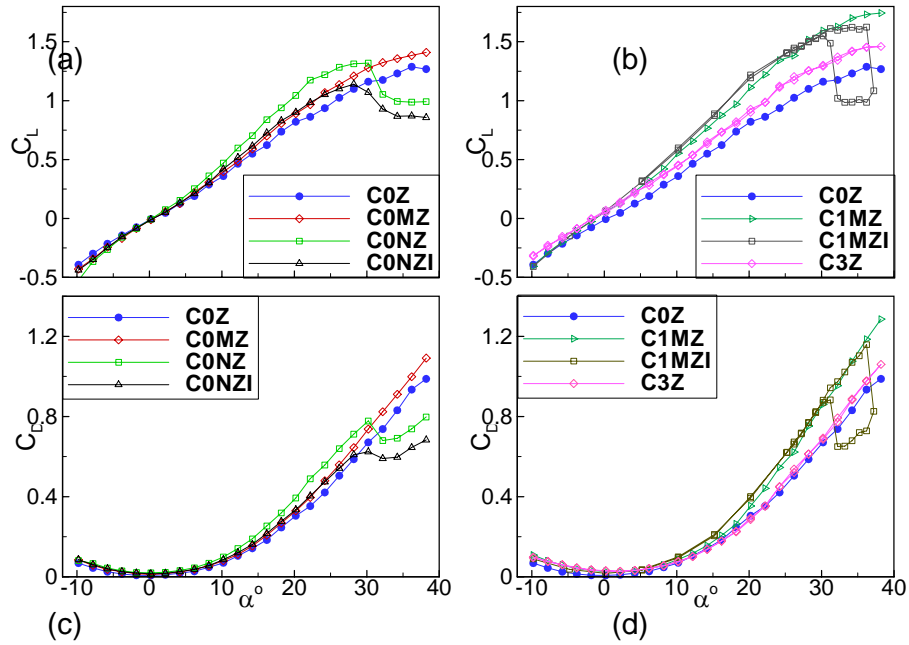 (a)
1.5
1
0.5
0
-0.5
C_L
C0Z
C0MZ
C0NZ
C0NZI
(b)
1.5
1
0.5
0
-0.5
C_L
C0Z
C1MZ
C1MZI
C3Z
1.2
0.8
0.4
0
C_D
C0Z
C0MZ
C0NZ
C0NZI
-10 0 10 20 30 40
α°
(c)
1.2
0.8
0.4
0
C_D
C0Z
C1MZ
C1MZI
C3Z
-10 0 10 20 30 40
α°
(d)